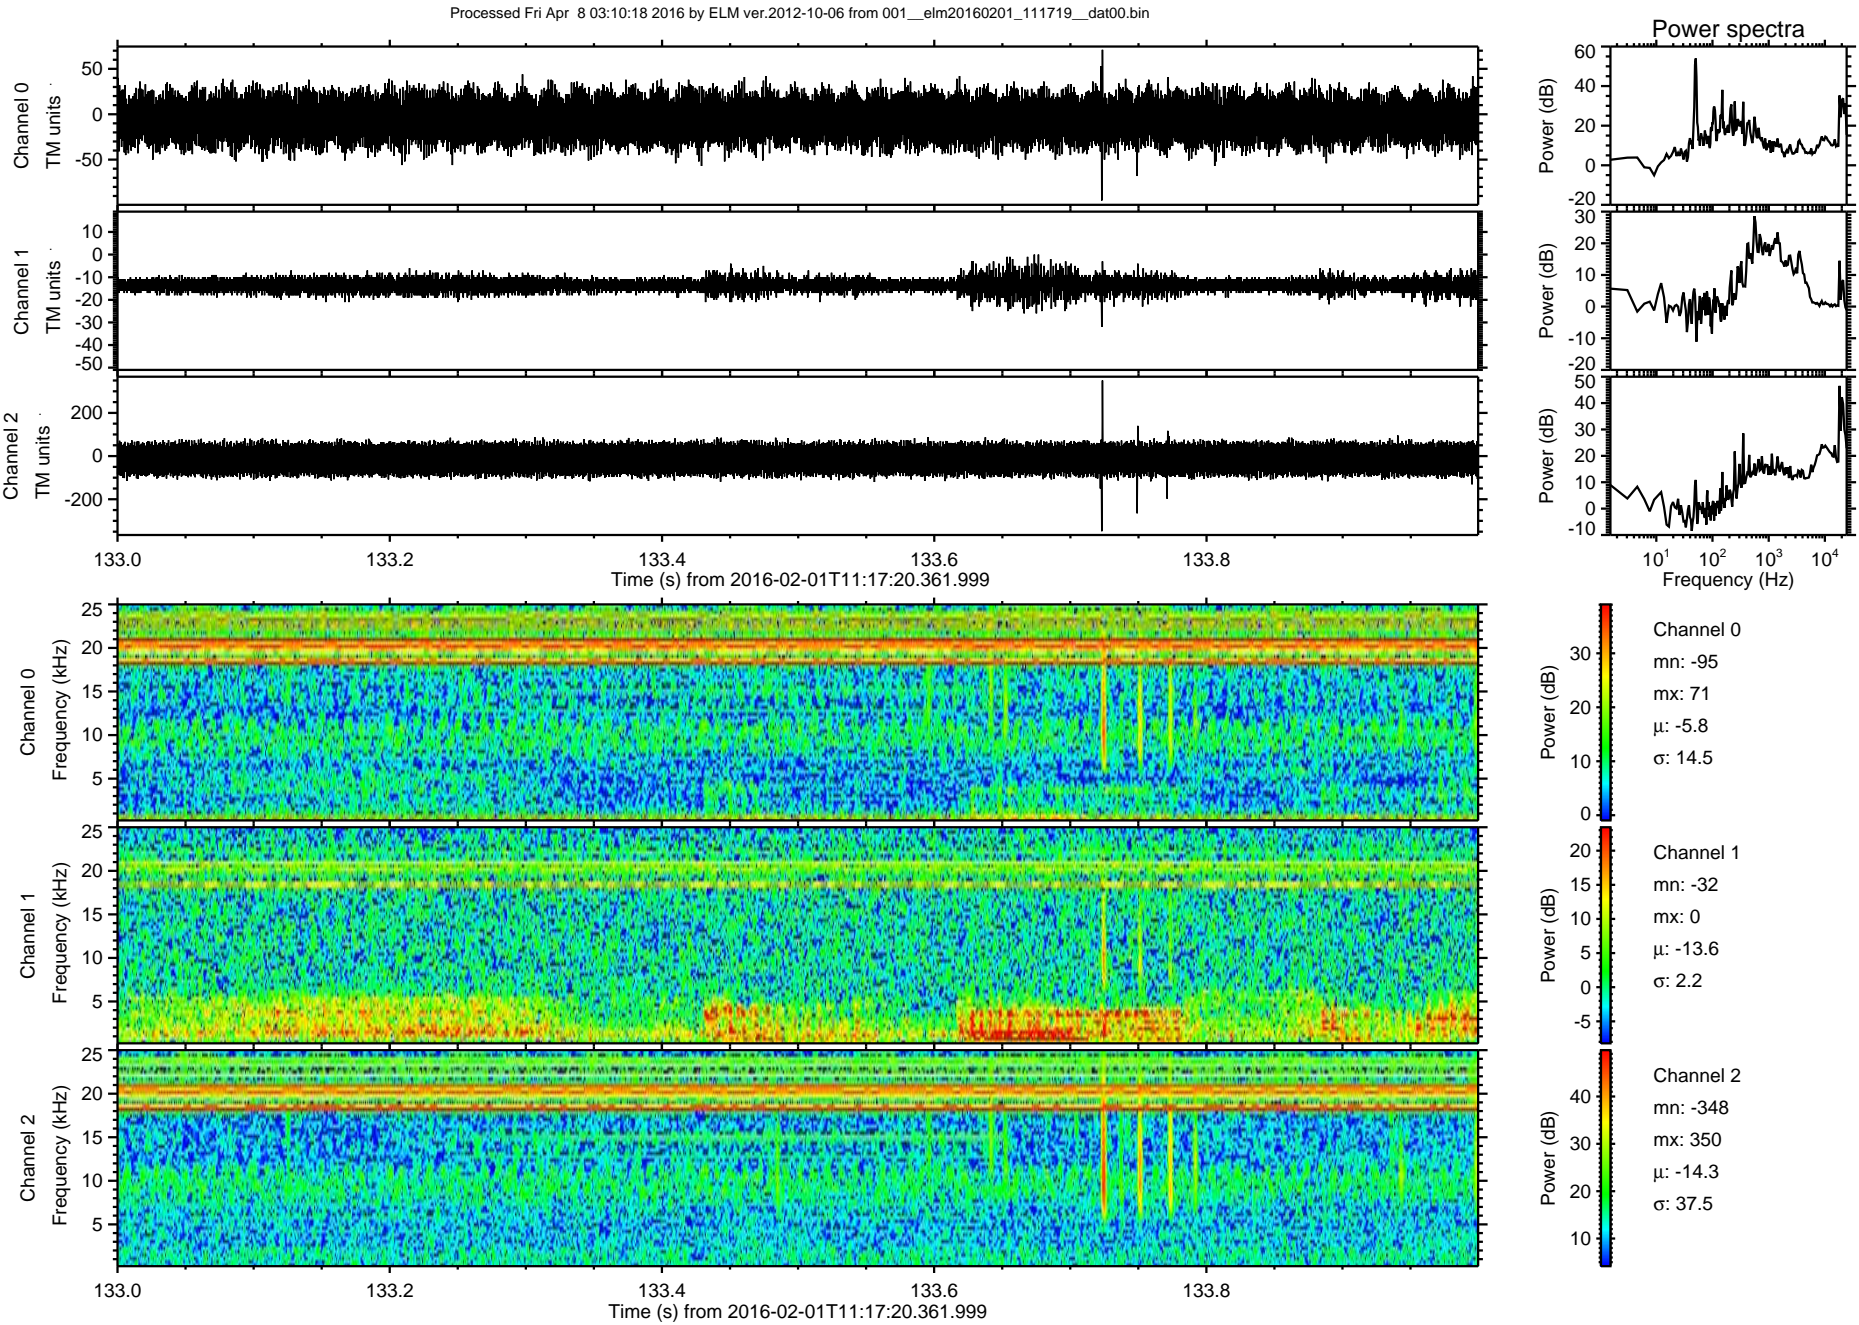 Processed Fri Apr  8 03:10:18 2016 by ELM ver.2012-10-06 from 001__elm20160201_111719__dat00.bin
Power spectra
Channel 0
TM units
50
0
-50
Power (dB)
60
40
20
0
-20
Channel 1
TM units
10
0
-10
-20
-30
-40
-50
Power (dB)
30
20
10
0
-10
-20
Channel 2
TM units
200
0
-200
Power (dB)
50
40
30
20
10
0
-10
133.0 133.2 133.4 133.6 133.8
Time (s) from 2016-02-01T11:17:20.361.999
10¹ 10² 10³ 10⁴
Frequency (Hz)
Channel 0
Frequency (kHz)
25
20
15
10
5
Power (dB)
30
20
10
0
Channel 0
mn: -95
mx: 71
μ: -5.8
σ: 14.5
Channel 1
Frequency (kHz)
25
20
15
10
5
Power (dB)
20
15
10
5
0
-5
Channel 1
mn: -32
mx: 0
μ: -13.6
σ: 2.2
Channel 2
Frequency (kHz)
25
20
15
10
5
Power (dB)
40
30
20
10
Channel 2
mn: -348
mx: 350
μ: -14.3
σ: 37.5
133.0 133.2 133.4 133.6 133.8
Time (s) from 2016-02-01T11:17:20.361.999